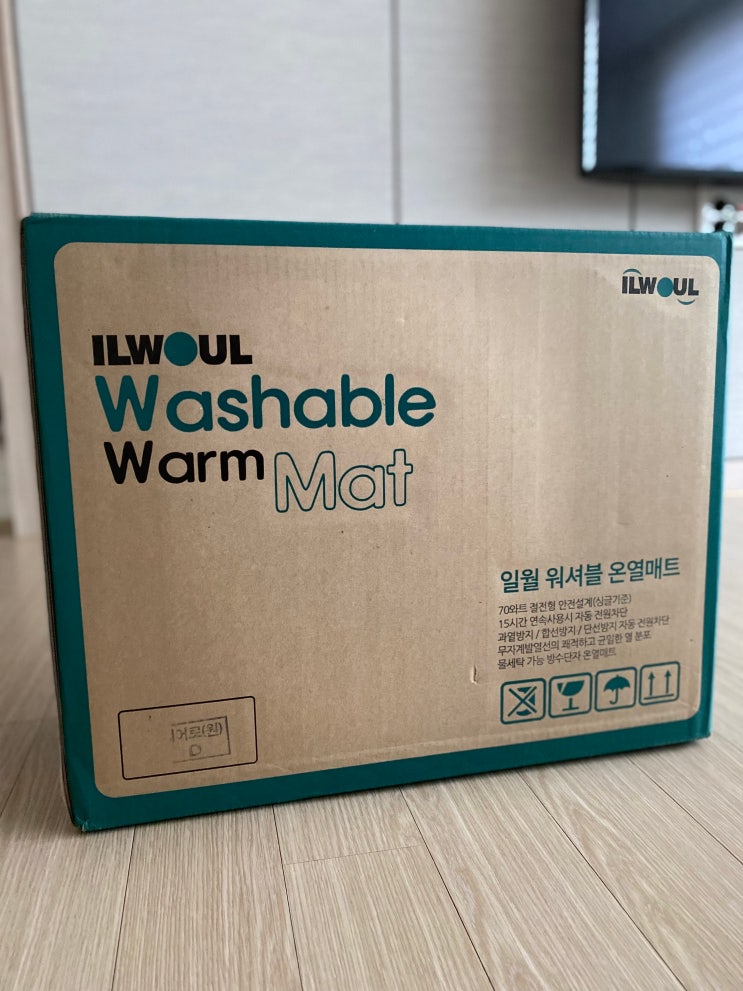 ILWOUL
ILWOUL
Washable
Warm Mat
일월 워셔블 온열매트
70와트 절전형 안전설계(싱글기준)
15시간 연속사용시 자동 전원차단
과열방지 / 합선방지 / 단선방지 자동 전원차단
무자계발열선의 쾌적하고 균일한 열 분포
물세탁 가능 방수단자 온열매트